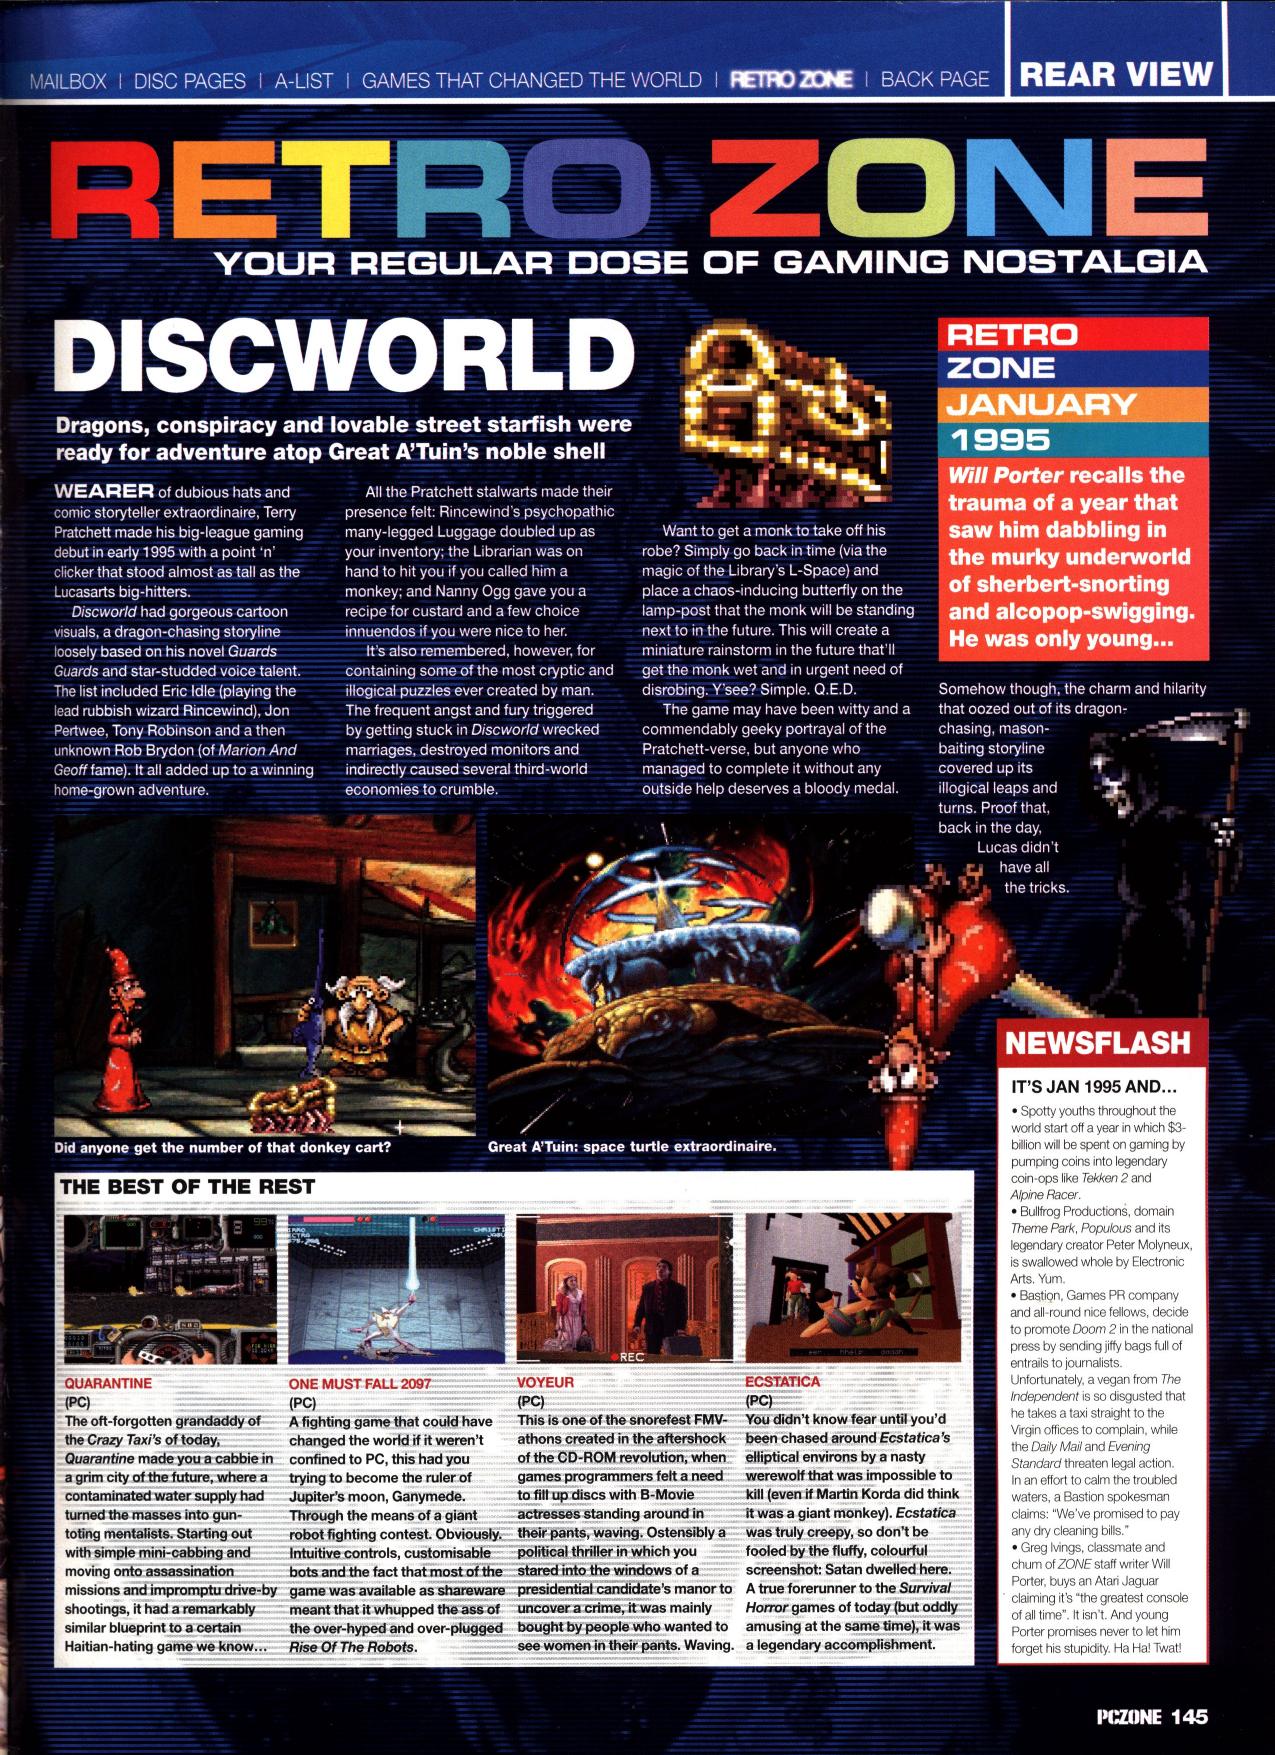 MAILBOX | DISC PAGES | A-LIST | GAMES THAT CHANGED THE WORLD | RETRO ZONE | BACK PAGE
REAR VIEW
RETRO ZONE
YOUR REGULAR DOSE OF GAMING NOSTALGIA
DISCWORLD
Dragons, conspiracy and lovable street starfish were
ready for adventure atop Great A'Tuin's noble shell
WEARER of dubious hats and
comic storyteller extraordinaire, Terry
Pratchett made his big-league gaming
debut in early 1995 with a point 'n'
clicker that stood almost as tall as the
Lucasarts big-hitters.
Discworld had gorgeous cartoon
visuals, a dragon-chasing storyline
loosely based on his novel Guards
Guards and star-studded voice talent.
The list included Eric Idle (playing the
lead rubbish wizard Rincewind), Jon
Pertwee, Tony Robinson and a then
unknown Rob Brydon (of Marion And
Geoff fame). It all added up to a winning
home-grown adventure.
All the Pratchett stalwarts made their
presence felt: Rincewind's psychopathic
many-legged Luggage doubled up as
your inventory; the Librarian was on
hand to hit you if you called him a
monkey; and Nanny Ogg gave you a
recipe for custard and a few choice
innuendos if you were nice to her.
It's also remembered, however, for
containing some of the most cryptic and
illogical puzzles ever created by man.
The frequent angst and fury triggered
by getting stuck in Discworld wrecked
marriages, destroyed monitors and
indirectly caused several third-world
economies to crumble.
Want to get a monk to take off his
robe? Simply go back in time (via the
magic of the Library's L-Space) and
place a chaos-inducing butterfly on the
lamp-post that the monk will be standing
next to in the future. This will create a
miniature rainstorm in the future that'll
get the monk wet and in urgent need of
disrobing. Y'see? Simple. Q.E.D.
The game may have been witty and a
commendably geeky portrayal of the
Pratchett-verse, but anyone who
managed to complete it without any
outside help deserves a bloody medal.
RETRO
ZONE
JANUARY
1995
Will Porter recalls the
trauma of a year that
saw him dabbling in
the murky underworld
of sherbert-snorting
and alcopop-swigging.
He was only young...
Somehow though, the charm and hilarity
that oozed out of its dragon-
chasing, mason-
baiting storyline
covered up its
illogical leaps and
turns. Proof that,
back in the day,
Lucas didn't
have all
the tricks.
Did anyone get the number of that donkey cart?
Great A'Tuin: space turtle extraordinaire.
THE BEST OF THE REST
REC
QUARANTINE
(PC)
The oft-forgotten grandaddy of
the Crazy Taxi's of today,
Quarantine made you a cabbie in
a grim city of the future, where a
contaminated water supply had
turned the masses into gun-
toting mentalists. Starting out
with simple mini-cabbing and
moving onto assassination
missions and impromptu drive-by
shootings, it had a remarkably
similar blueprint to a certain
Haitian-hating game we know...
ONE MUST FALL 2097
(PC)
A fighting game that could have
changed the world if it weren't
confined to PC, this had you
trying to become the ruler of
Jupiter's moon, Ganymede.
Through the means of a giant
robot fighting contest. Obviously.
Intuitive controls, customisable
bots and the fact that most of the
game was available as shareware
meant that it whupped the ass of
the over-hyped and over-plugged
Rise Of The Robots.
VOYEUR
(PC)
This is one of the snorefest FMV-
athons created in the aftershock
of the CD-ROM revolution, when
games programmers felt a need
to fill up discs with B-Movie
actresses standing around in
their pants, waving. Ostensibly a
political thriller in which you
stared into the windows of a
presidential candidate's manor to
uncover a crime, it was mainly
bought by people who wanted to
see women in their pants. Waving.
ECSTATICA
(PC)
You didn't know fear until you'd
been chased around Ecstatica's
elliptical environs by a nasty
werewolf that was impossible to
kill (even if Martin Korda did think
it was a giant monkey). Ecstatica
was truly creepy, so don't be
fooled by the fluffy, colourful
screenshot: Satan dwelled here.
A true forerunner to the Survival
Horror games of today (but oddly
amusing at the same time), it was
a legendary accomplishment.
NEWSFLASH
IT'S JAN 1995 AND...
• Spotty youths throughout the
world start off a year in which $3-
billion will be spent on gaming by
pumping coins into legendary
coin-ops like Tekken 2 and
Alpine Racer.
• Bullfrog Productions, domain
Theme Park, Populous and its
legendary creator Peter Molyneux,
is swallowed whole by Electronic
Arts. Yum.
• Bastion, Games PR company
and all-round nice fellows, decide
to promote Doom 2 in the national
press by sending jiffy bags full of
entrails to journalists.
Unfortunately, a vegan from The
Independent is so disgusted that
he takes a taxi straight to the
Virgin offices to complain, while
the Daily Mail and Evening
Standard threaten legal action.
In an effort to calm the troubled
waters, a Bastion spokesman
claims: "We've promised to pay
any dry cleaning bills."
• Greg Ivings, classmate and
chum of ZONE staff writer Will
Porter, buys an Atari Jaguar
claiming it's "the greatest console
of all time". It isn't. And young
Porter promises never to let him
forget his stupidity. Ha Ha! Twat!
PCZONE 145